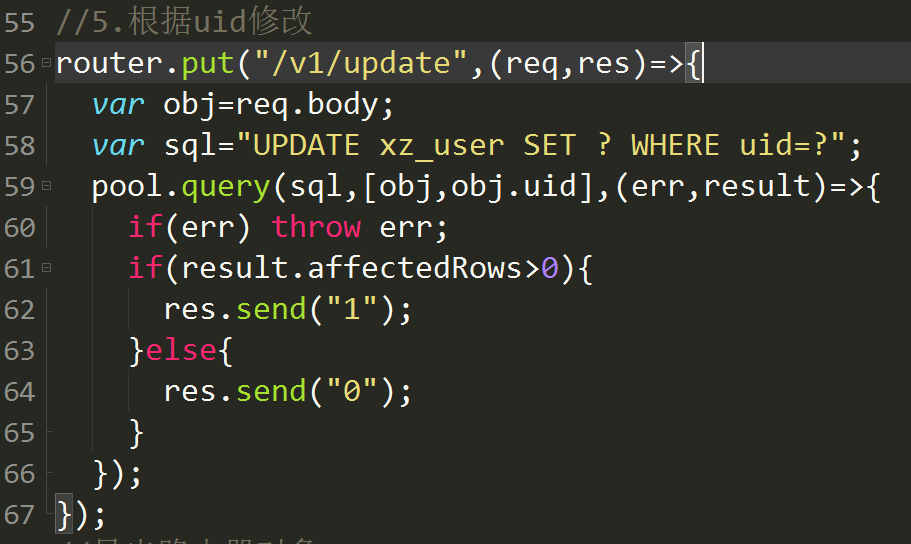 55 //5.根据uid修改
56 router.put("/v1/update",(req,res)=>{
57 var obj=req.body;
58 var sql="UPDATE xz_user SET ? WHERE uid=?";
59 pool.query(sql,[obj,obj.uid],(err,result)=>{
60 if(err) throw err;
61 if(result.affectedRows>0){
62 res.send("1");
63 }else{
64 res.send("0");
65 }
66 });
67 });